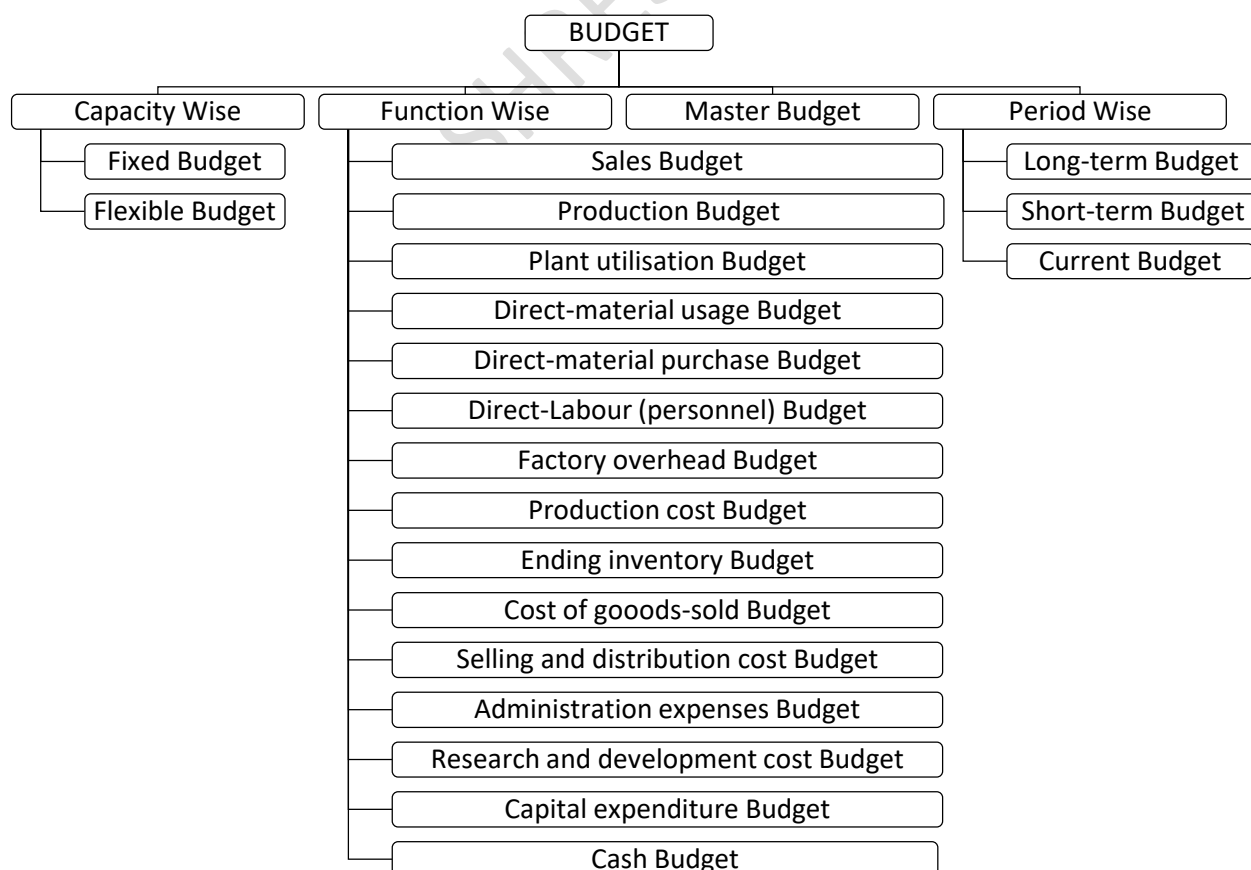 BUDGET
Capacity Wise
Fixed Budget
Flexible Budget
Function Wise
Sales Budget
Production Budget
Plant utilisation Budget
Direct-material usage Budget
Direct-material purchase Budget
Direct-Labour (personnel) Budget
Factory overhead Budget
Production cost Budget
Ending inventory Budget
Cost of gooods-sold Budget
Selling and distribution cost Budget
Administration expenses Budget
Research and development cost Budget
Capital expenditure Budget
Cash Budget
Master Budget
Period Wise
Long-term Budget
Short-term Budget
Current Budget